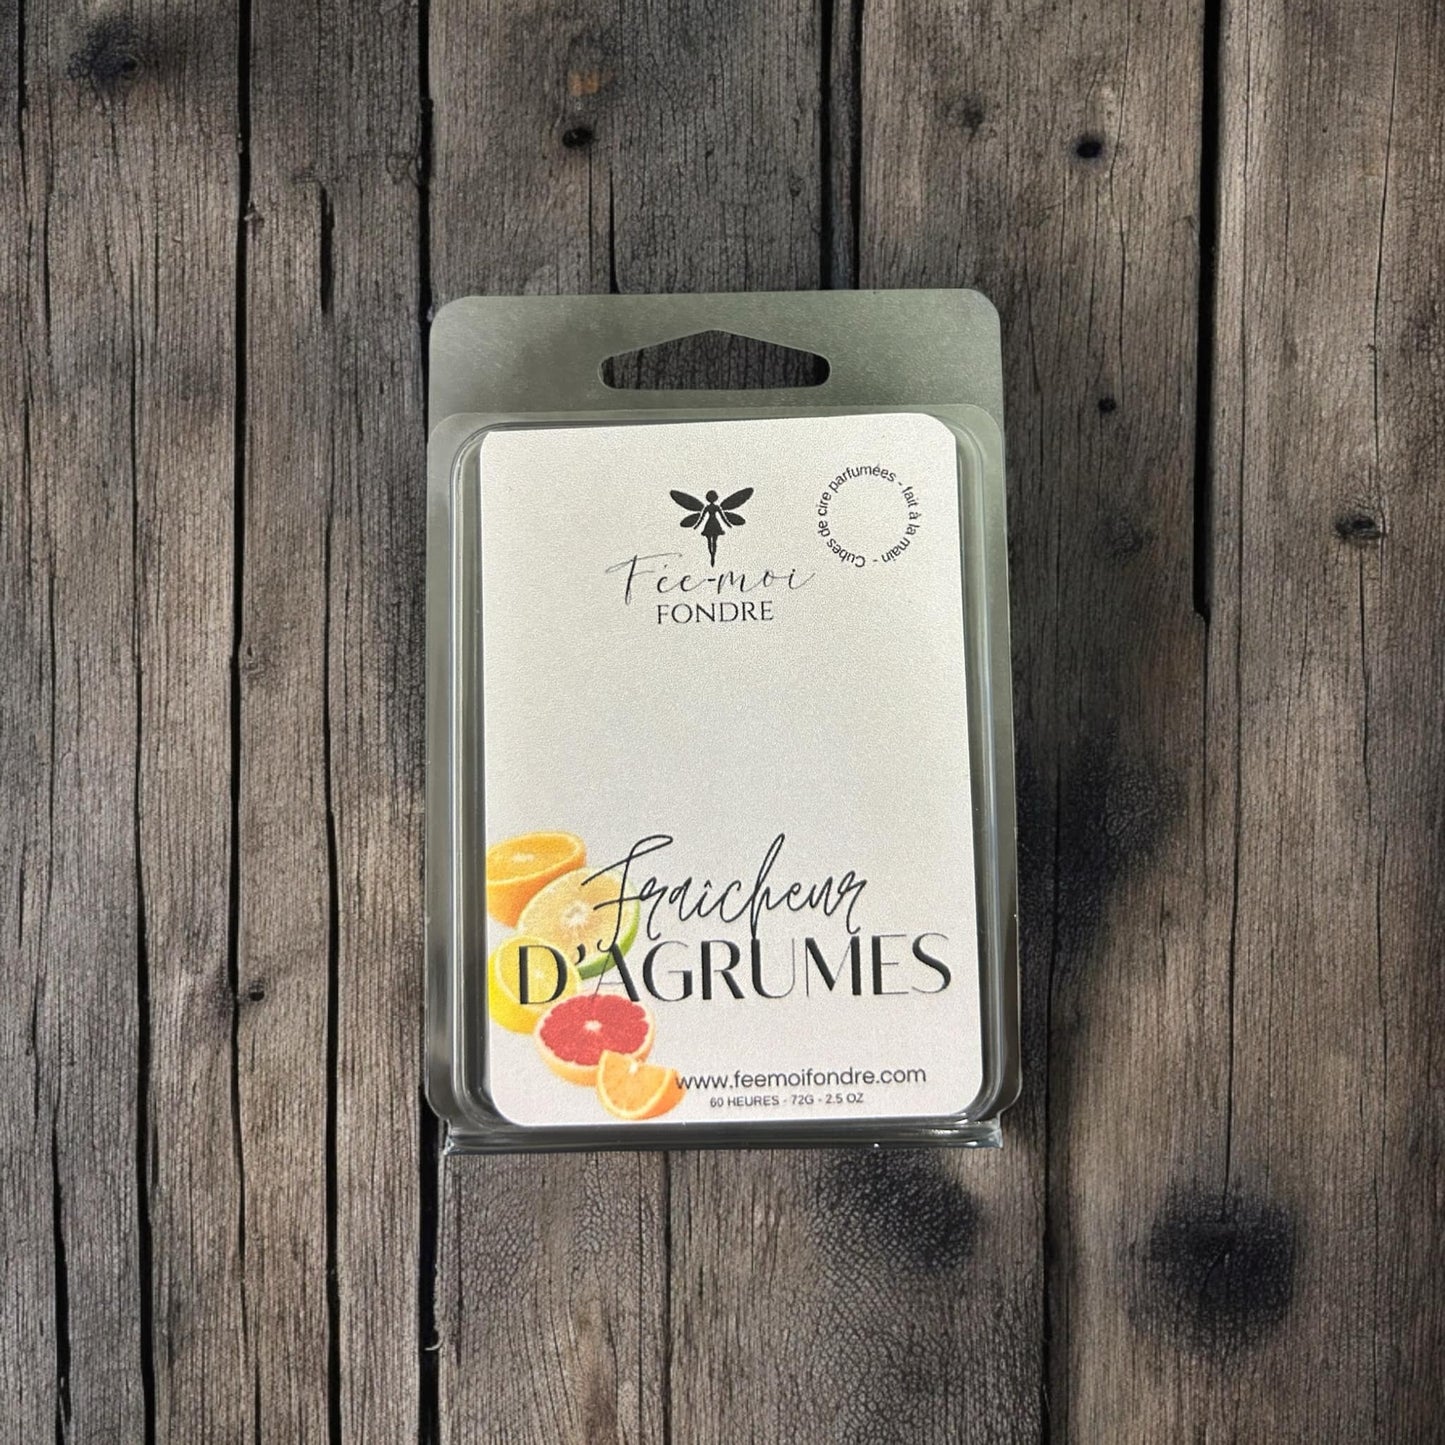 Cubes de cire parfumées - fait à la main -
Fée-moi
FONDRE
Fraîcheur
D'AGRUMES
www.feemoifondre.com
60 HEURES - 72G - 2.5 OZ